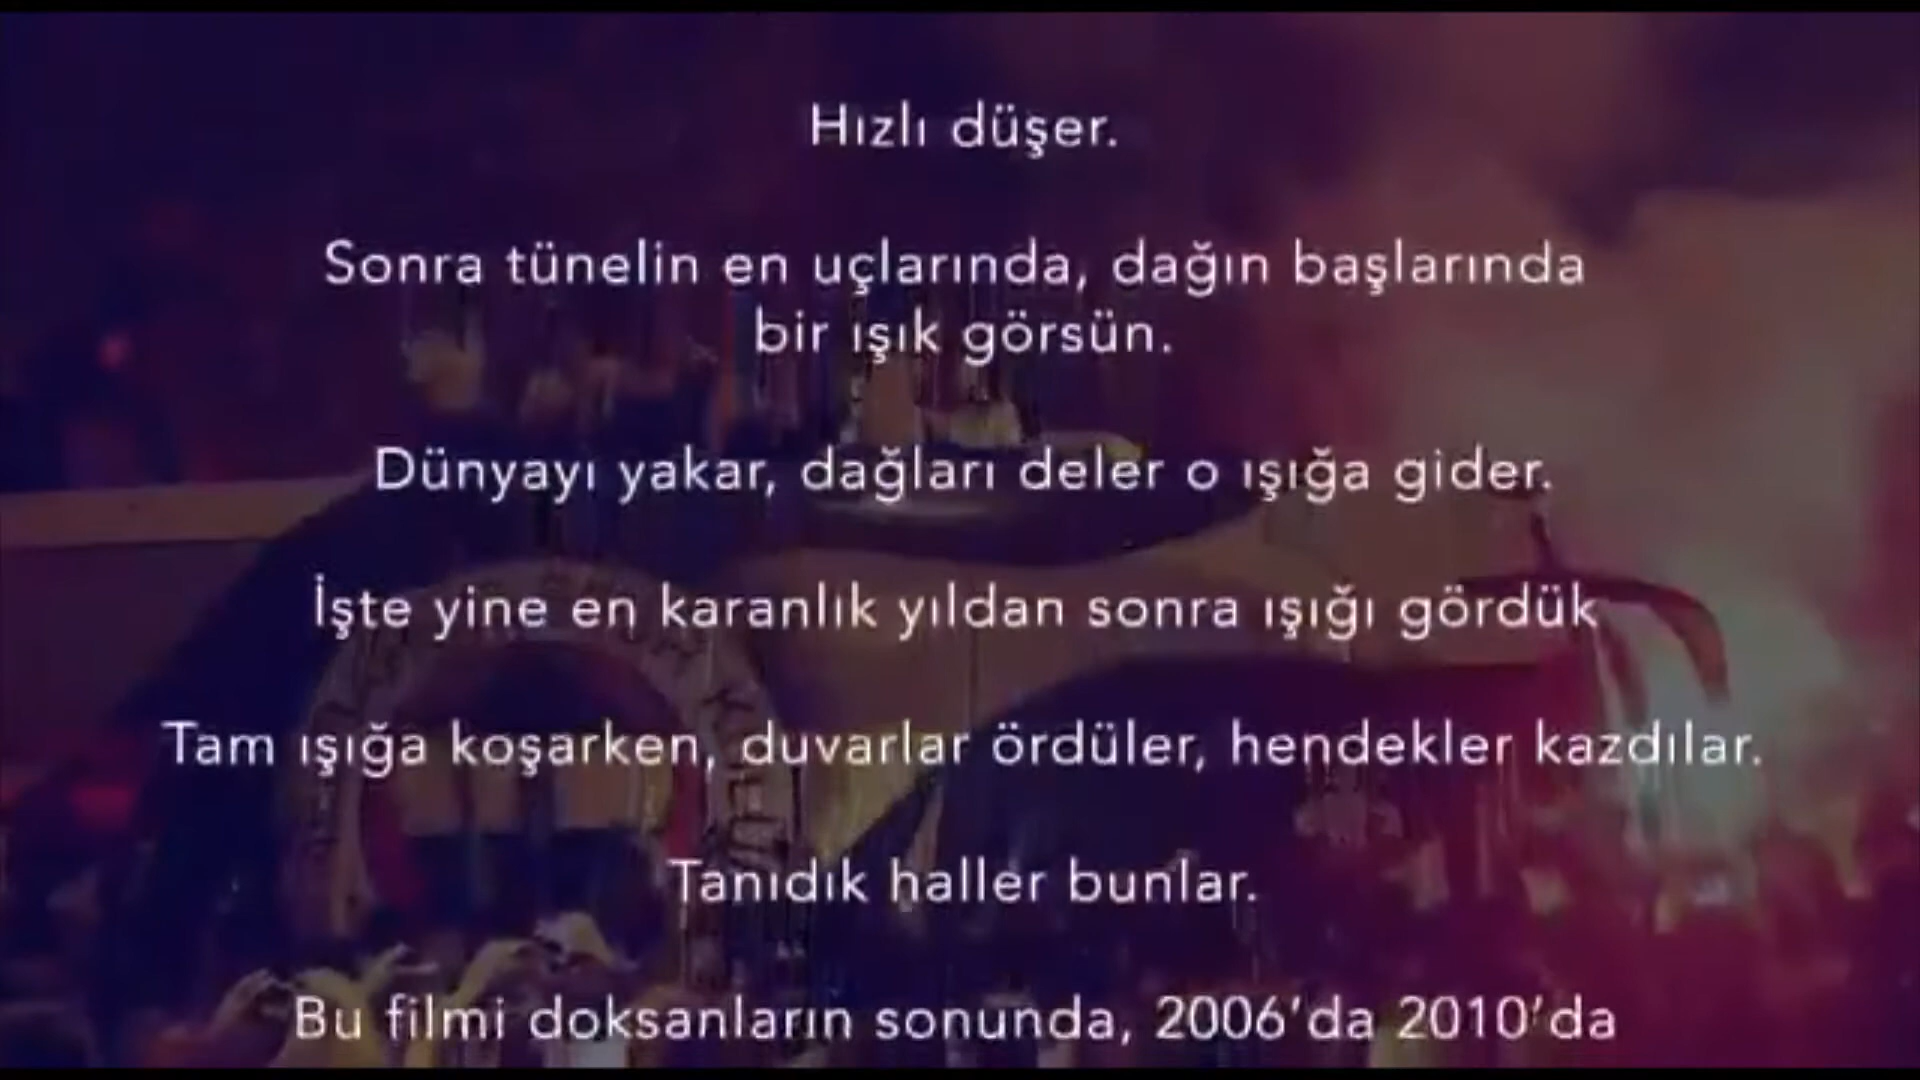 Hızlı düşer.
Sonra tünelin en uçlarında, dağın başlarında
bir ışık görsün.
Dünyayı yakar, dağları deler o ışığa gider.
İşte yine en karanlık yıldan sonra ışığı gördük
Tam ışığa koşarken, duvarlar ördüler, hendekler kazdılar.
Tanıdık haller bunlar.
Bu filmi doksanların sonunda, 2006'da 2010'da